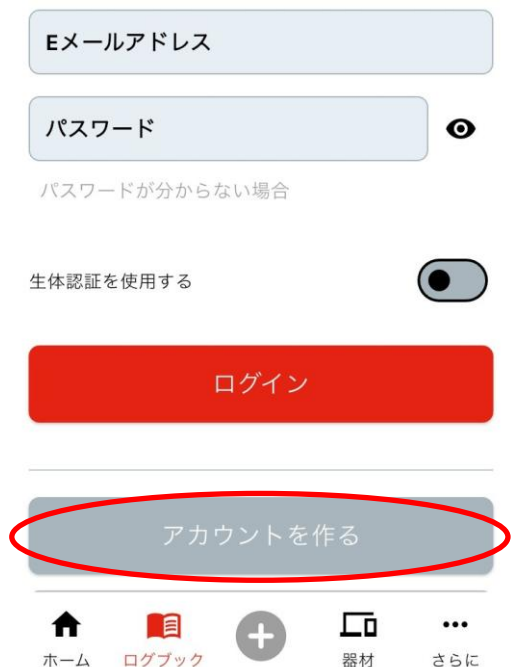 Eメールアドレス
パスワード
パスワードが分からない場合
生体認証を使用する
ログイン
アカウントを作る
ホーム ログブック 器材 さらに